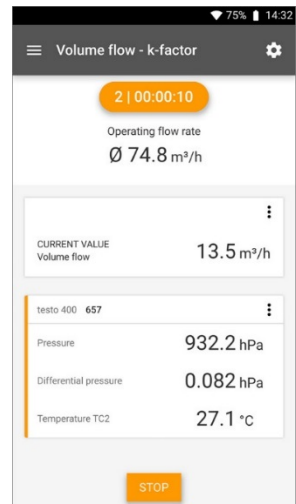 75% 14:32
Volume flow - k-factor
2 | 00:00:10
Operating flow rate
Ø 74.8 m³/h
CURRENT VALUE
Volume flow 13.5 m³/h
testo 400 657
Pressure 932.2 hPa
Differential pressure 0.082 hPa
Temperature TC2 27.1 °C
STOP